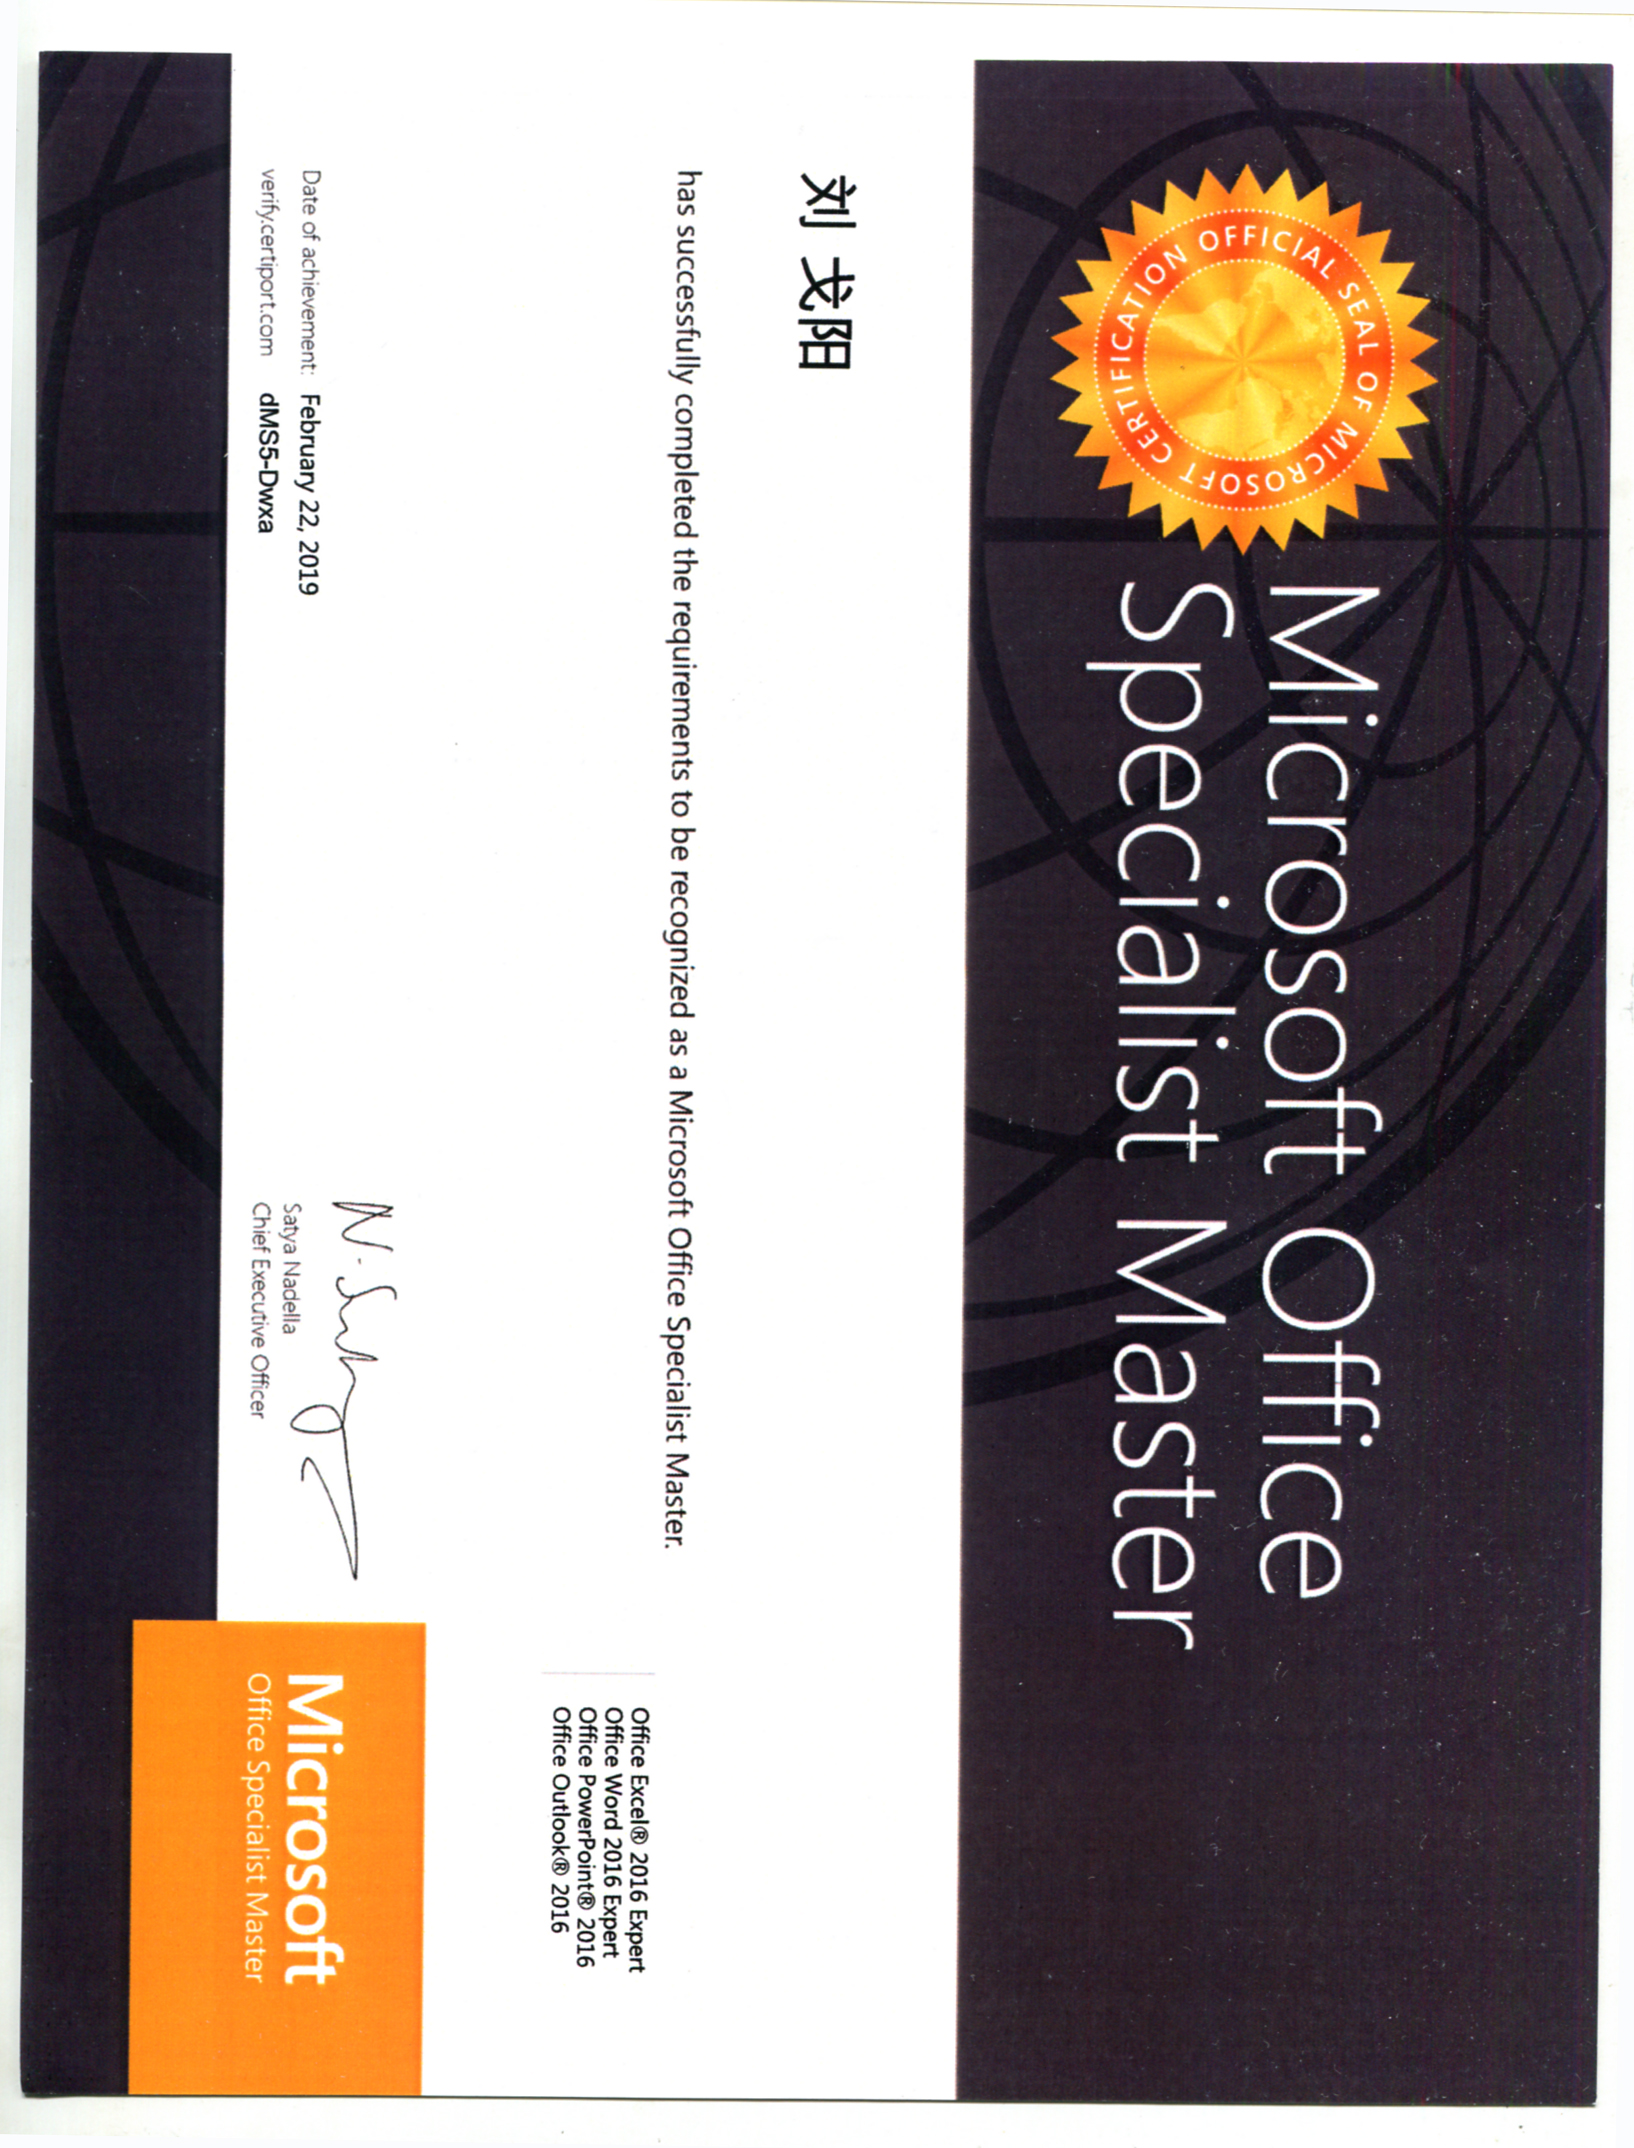 OFFICIAL SEAL OF MICROSOFT CERTIFICATION
Microsoft Office
Specialist Master
刘 戈阳
has successfully completed the requirements to be recognized as a Microsoft Office Specialist Master.
Office Excel® 2016 Expert
Office Word 2016 Expert
Office PowerPoint® 2016
Office Outlook® 2016
Date of achievement: February 22, 2019
verify.certiport.com dMS5-Dwxa
Satya Nadella
Chief Executive Officer
Microsoft
Office Specialist Master